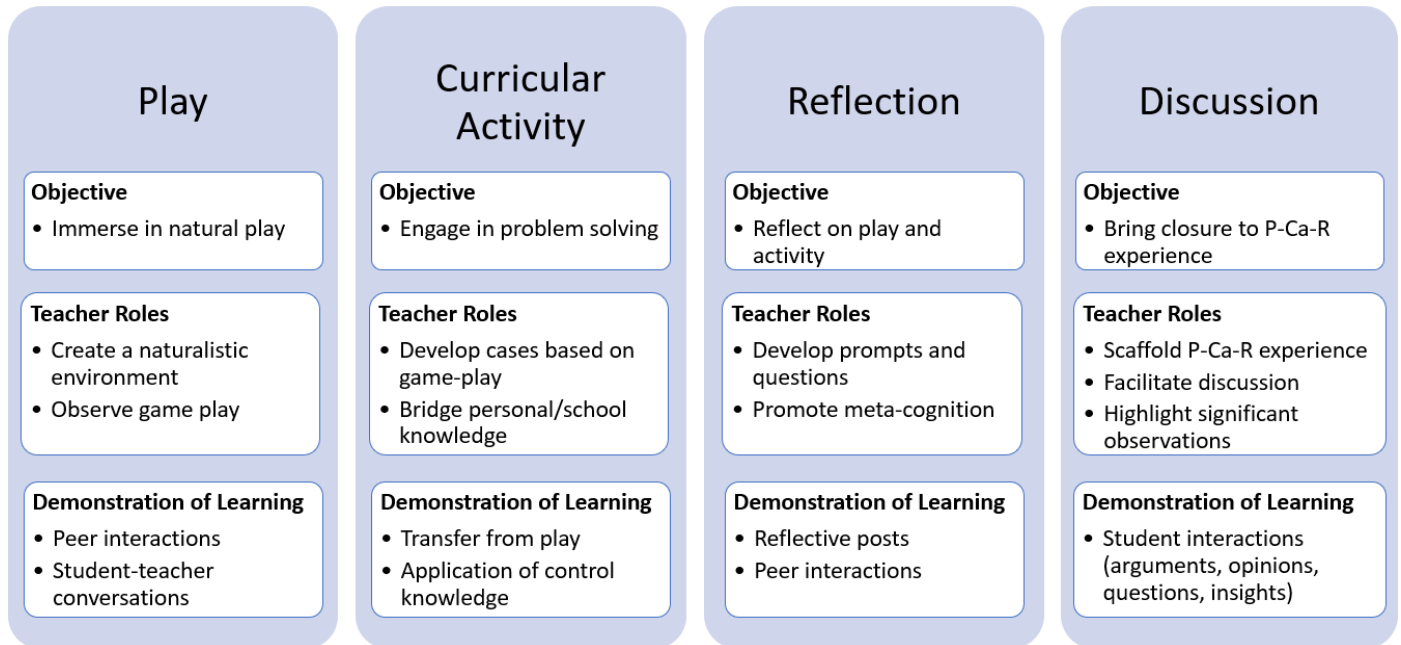 Play
Objective
• Immerse in natural play
Teacher Roles
• Create a naturalistic
environment
• Observe game play
Demonstration of Learning
• Peer interactions
• Student-teacher
conversations
Curricular
Activity
Objective
• Engage in problem solving
Teacher Roles
• Develop cases based on
game-play
• Bridge personal/school
knowledge
Demonstration of Learning
• Transfer from play
• Application of control
knowledge
Reflection
Objective
• Reflect on play and
activity
Teacher Roles
• Develop prompts and
questions
• Promote meta-cognition
Demonstration of Learning
• Reflective posts
• Peer interactions
Discussion
Objective
• Bring closure to P-Ca-R
experience
Teacher Roles
• Scaffold P-Ca-R experience
• Facilitate discussion
• Highlight significant
observations
Demonstration of Learning
• Student interactions
(arguments, opinions,
questions, insights)